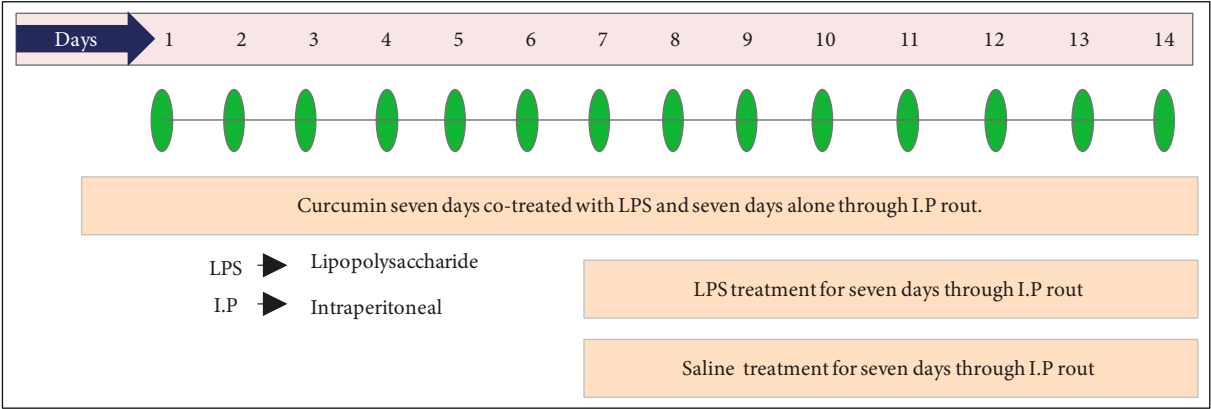 Days 1 2 3 4 5 6 7 8 9 10 11 12 13 14
Curcumin seven days co-treated with LPS and seven days alone through I.P rout.
LPS Lipopolysaccharide
I.P Intraperitoneal
LPS treatment for seven days through I.P rout
Saline treatment for seven days through I.P rout